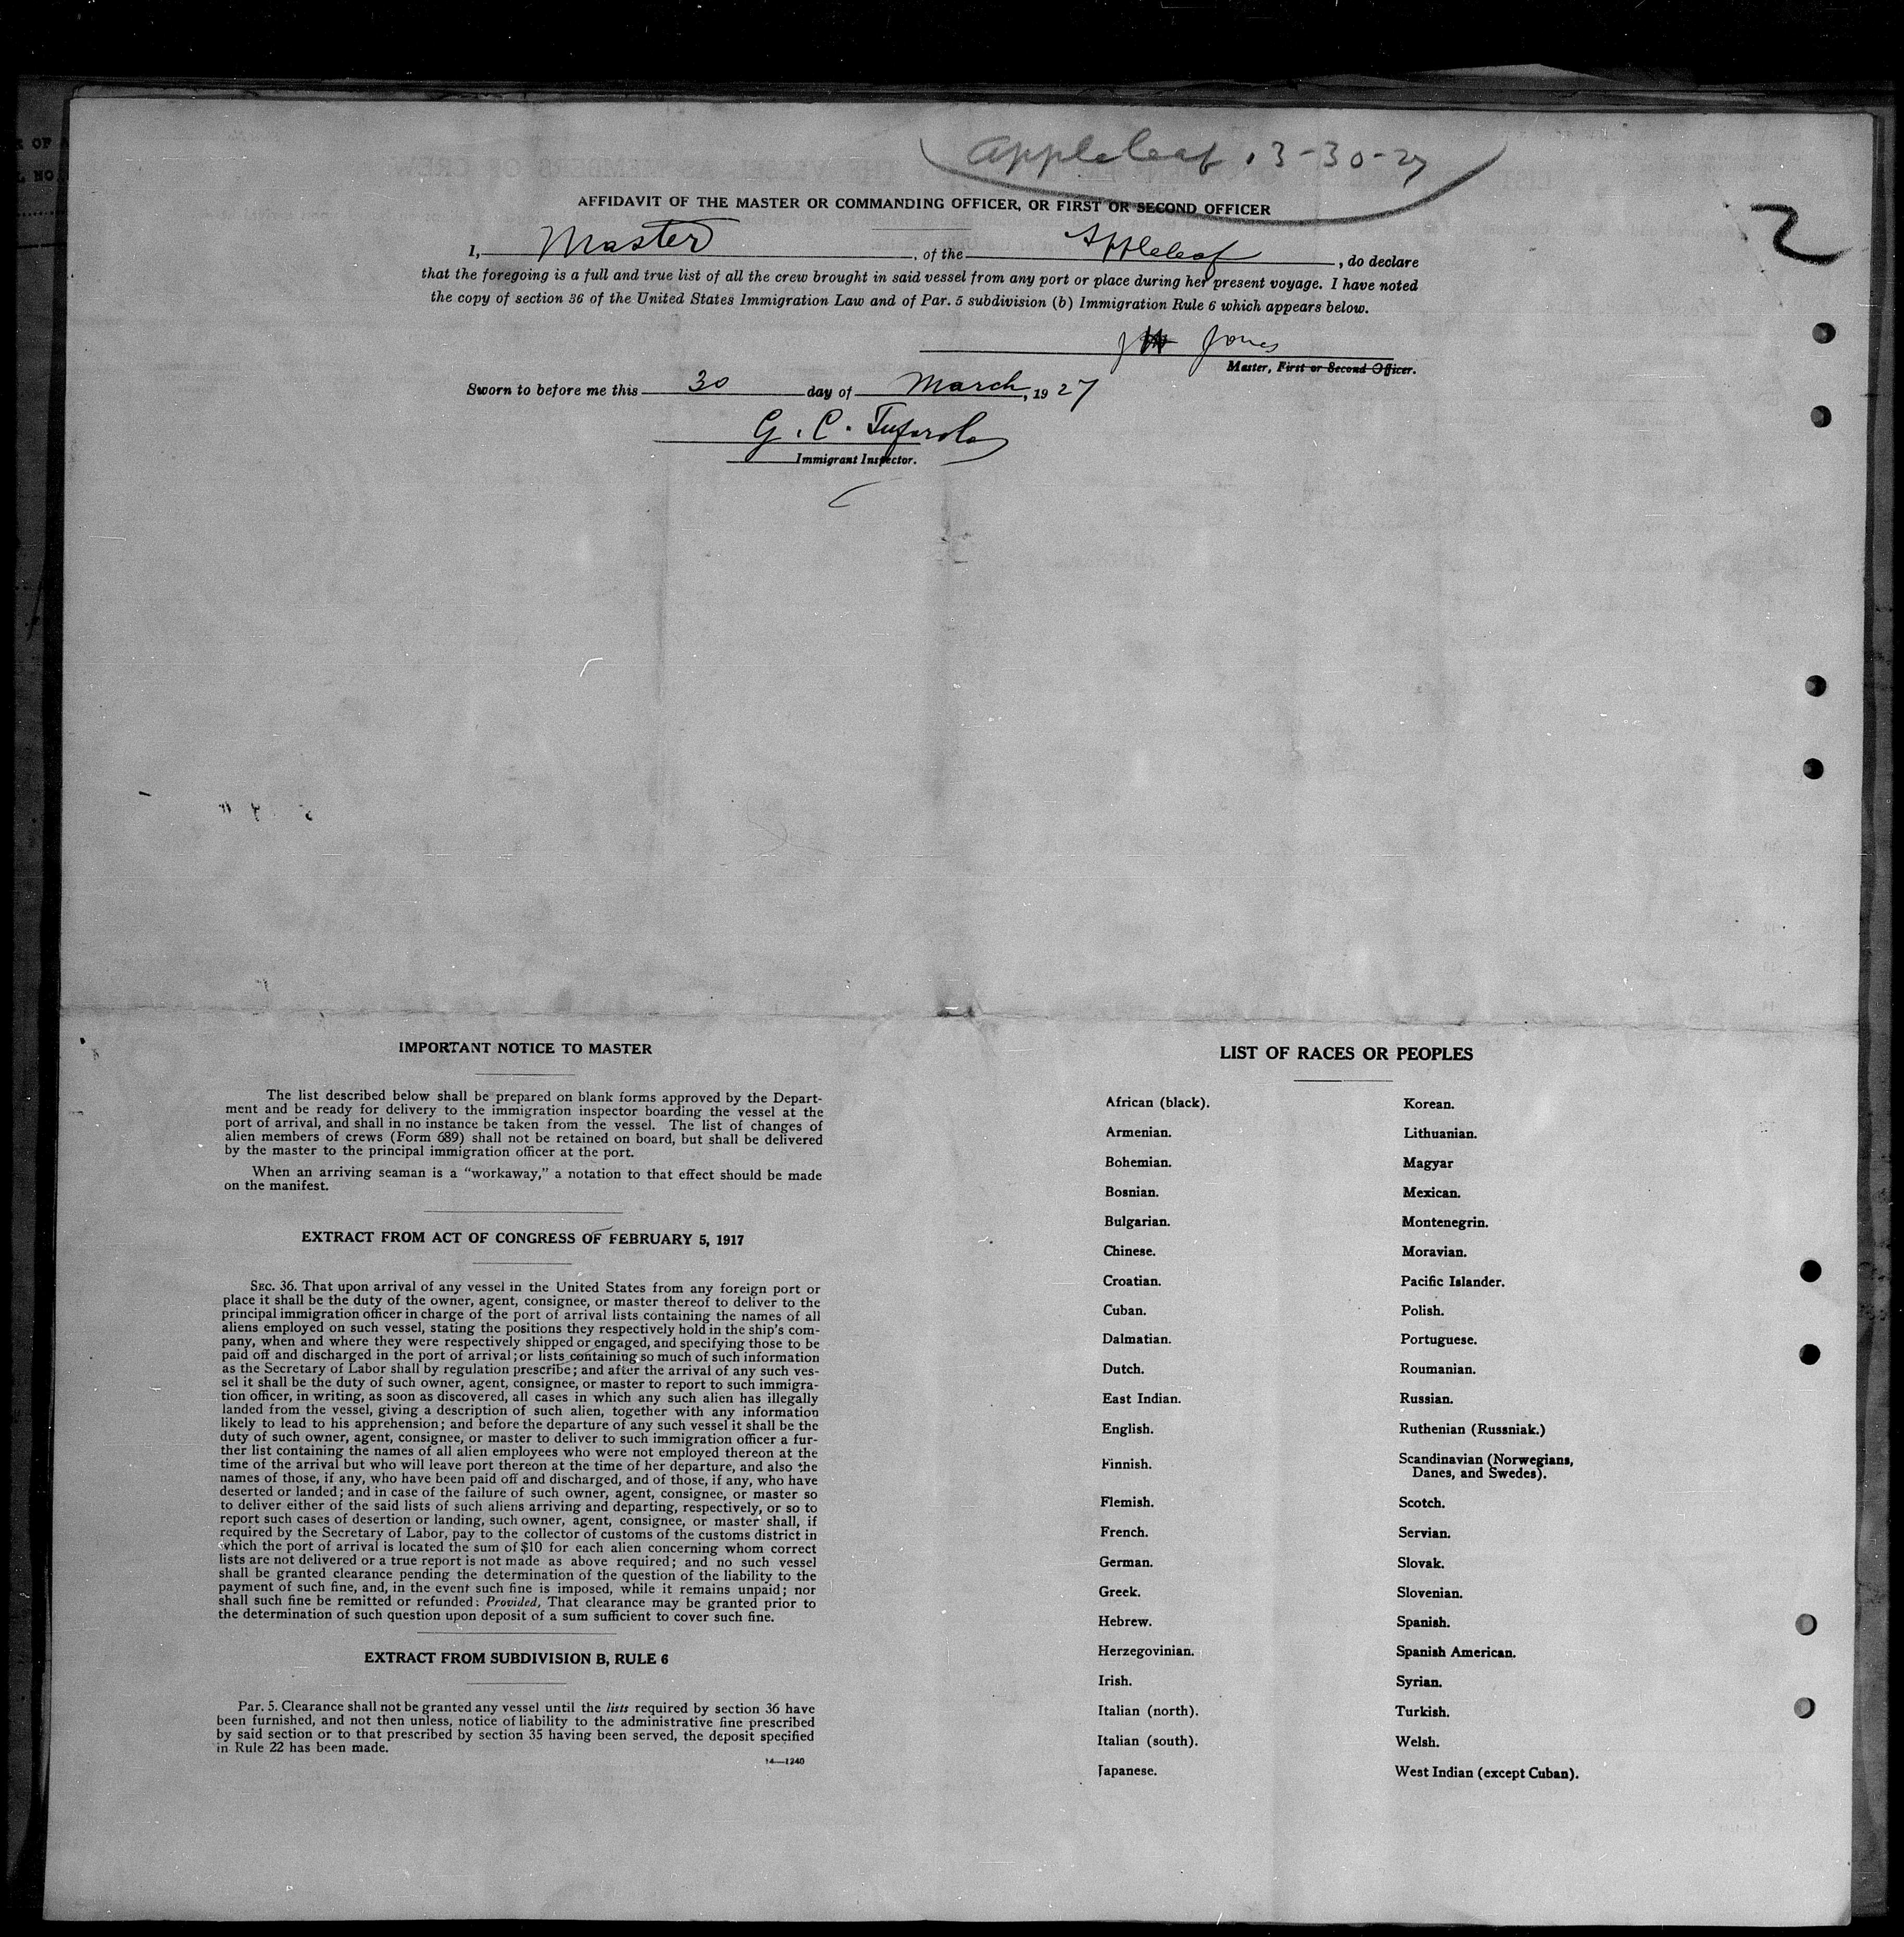 Appleleaf . 3-30-27
2
AFFIDAVIT OF THE MASTER OR COMMANDING OFFICER, OR FIRST OR SECOND OFFICER
I, Master, of the Appleleaf, do declare
that the foregoing is a full and true list of all the crew brought in said vessel from any port or place during her present voyage. I have noted
the copy of section 36 of the United States Immigration Law and of Par. 5 subdivision (b) Immigration Rule 6 which appears below.
Jones
Master, First or Second Officer.
Sworn to before me this 30 day of March, 1927
G. C.
Immigrant Inspector.
IMPORTANT NOTICE TO MASTER
The list described below shall be prepared on blank forms approved by the Depart-
ment and be ready for delivery to the immigration inspector boarding the vessel at the
port of arrival, and shall in no instance be taken from the vessel. The list of changes of
alien members of crews (Form 689) shall not be retained on board, but shall be delivered
by the master to the principal immigration officer at the port.
When an arriving seaman is a "workaway," a notation to that effect should be made
on the manifest.
EXTRACT FROM ACT OF CONGRESS OF FEBRUARY 5, 1917
SEC. 36. That upon arrival of any vessel in the United States from any foreign port or
place it shall be the duty of the owner, agent, consignee, or master thereof to deliver to the
principal immigration officer in charge of the port of arrival lists containing the names of all
aliens employed on such vessel, stating the positions they respectively hold in the ship's com-
pany, when and where they were respectively shipped or engaged, and specifying those to be
paid off and discharged in the port of arrival; or lists containing so much of such information
as the Secretary of Labor shall by regulation prescribe; and after the arrival of any such ves-
sel it shall be the duty of such owner, agent, consignee, or master to report to such immigra-
tion officer, in writing, as soon as discovered, all cases in which any such alien has illegally
landed from the vessel, giving a description of such alien, together with any information
likely to lead to his apprehension; and before the departure of any such vessel it shall be the
duty of such owner, agent, consignee, or master to deliver to such immigration officer a fur-
ther list containing the names of all alien employees who were not employed thereon at the
time of the arrival but who will leave port thereon at the time of her departure, and also the
names of those, if any, who have been paid off and discharged, and of those, if any, who have
deserted or landed; and in case of the failure of such owner, agent, consignee, or master so
to deliver either of the said lists of such aliens arriving and departing, respectively, or so to
report such cases of desertion or landing, such owner, agent, consignee, or master shall, if
required by the Secretary of Labor, pay to the collector of customs of the customs district in
which the port of arrival is located the sum of $10 for each alien concerning whom correct
lists are not delivered or a true report is not made as above required; and no such vessel
shall be granted clearance pending the determination of the question of the liability to the
payment of such fine, and, in the event such fine is imposed, while it remains unpaid; nor
shall such fine be remitted or refunded: Provided, That clearance may be granted prior to
the determination of such question upon deposit of a sum sufficient to cover such fine.
EXTRACT FROM SUBDIVISION B, RULE 6
Par. 5. Clearance shall not be granted any vessel until the lists required by section 36 have
been furnished, and not then unless, notice of liability to the administrative fine prescribed
by said section or to that prescribed by section 35 having been served, the deposit specified
in Rule 22 has been made.
14—1240
LIST OF RACES OR PEOPLES
African (black).
Armenian.
Bohemian.
Bosnian.
Bulgarian.
Chinese.
Croatian.
Cuban.
Dalmatian.
Dutch.
East Indian.
English.
Finnish.
Flemish.
French.
German.
Greek.
Hebrew.
Herzegovinian.
Irish.
Italian (north).
Italian (south).
Japanese.
Korean.
Lithuanian.
Magyar
Mexican.
Montenegrin.
Moravian.
Pacific Islander.
Polish.
Portuguese.
Roumanian.
Russian.
Ruthenian (Russniak.)
Scandinavian (Norwegians,
Danes, and Swedes).
Scotch.
Servian.
Slovak.
Slovenian.
Spanish.
Spanish American.
Syrian.
Turkish.
Welsh.
West Indian (except Cuban).